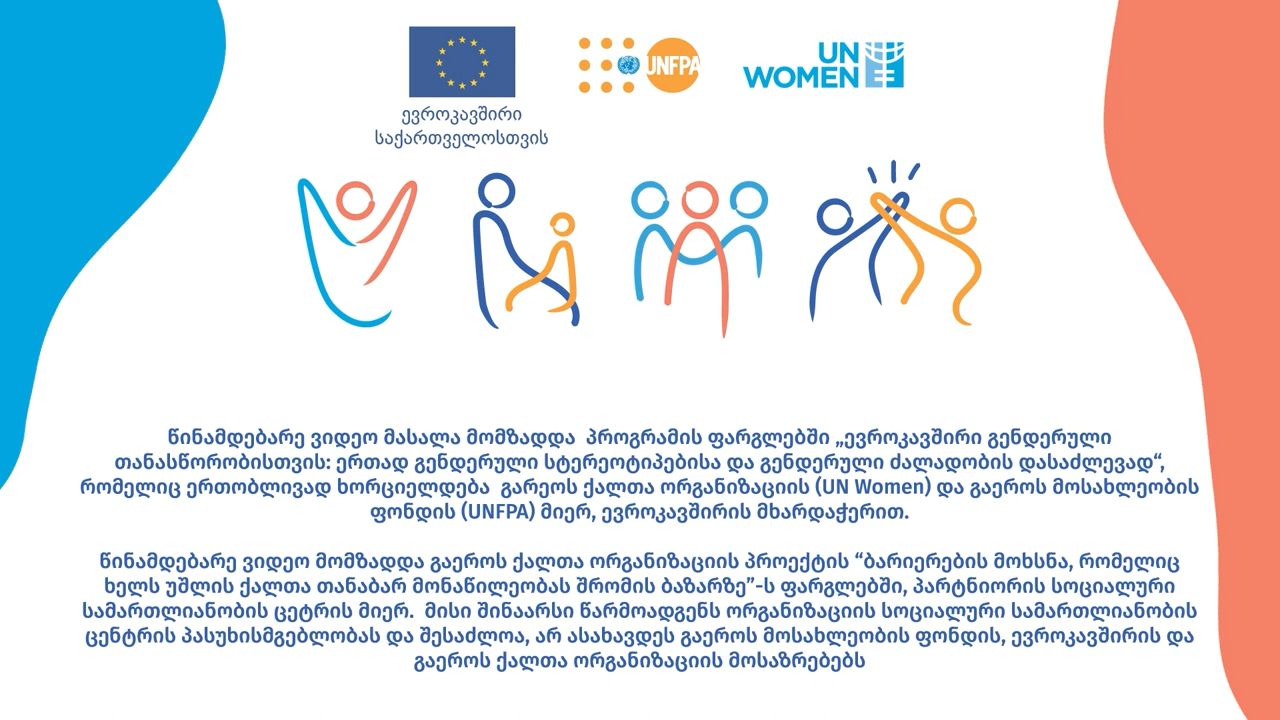 ევროკავშირი
საქართველოსთვის
UNFPA
UN
WOMEN
წინამდებარე ვიდეო მასალა მომზადდა პროგრამის ფარგლებში „ევროკავშირი გენდერული
თანასწორობისთვის: ერთად გენდერული სტერეოტიპებისა და გენდერული ძალადობის დასაძლევად“,
რომელიც ერთობლივად ხორციელდება გარეოს ქალთა ორგანიზაციის (UN Women) და გაეროს მოსახლეობის
ფონდის (UNFPA) მიერ, ევროკავშირის მხარდაჭერით.
წინამდებარე ვიდეო მომზადდა გაეროს ქალთა ორგანიზაციის პროექტის “ბარიერების მოხსნა, რომელიც
ხელს უშლის ქალთა თანაბარ მონაწილეობას შრომის ბაზარზე”-ს ფარგლებში, პარტნიორის სოციალური
სამართლიანობის ცეტრის მიერ. მისი შინაარსი წარმოადგენს ორგანიზაციის სოციალური სამართლიანობის
ცენტრის პასუხისმგებლობას და შესაძლოა, არ ასახავდეს გაეროს მოსახლეობის ფონდის, ევროკავშირის და
გაეროს ქალთა ორგანიზაციის მოსაზრებებს